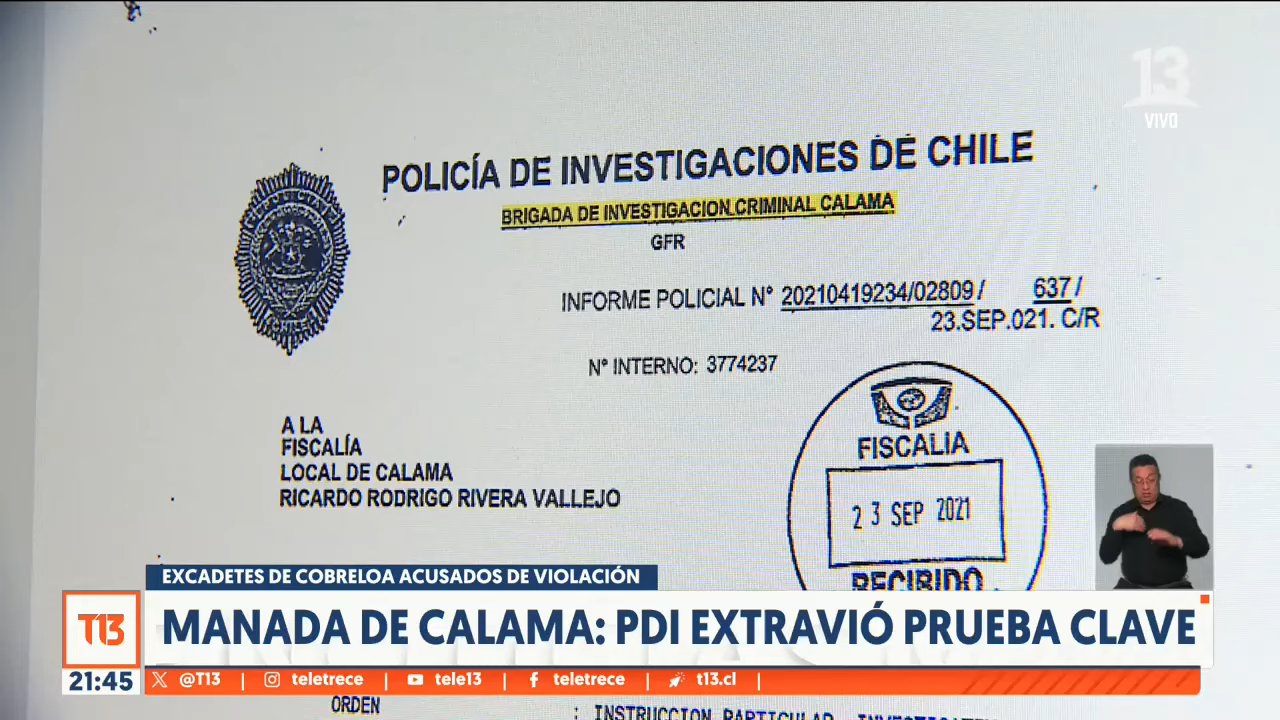 13
VIVO
POLICÍA DE INVESTIGACIONES DE CHILE
BRIGADA DE INVESTIGACION CRIMINAL CALAMA
GFR
INFORME POLICIAL N° 20210419234/02809/ 637/
23.SEP.021. C/R
N° INTERNO: 3774237
A LA
FISCALÍA
LOCAL DE CALAMA
RICARDO RODRIGO RIVERA VALLEJO
FISCALIA
23 SEP 2021
RECIBIDO
EXCADETES DE COBRELOA ACUSADOS DE VIOLACIÓN
T13
MANADA DE CALAMA: PDI EXTRAVIÓ PRUEBA CLAVE
21:45
@T13 | teletrece | tele13 | teletrece | t13.cl |
ORDEN
: INSTRUCCION PARTICULAR,